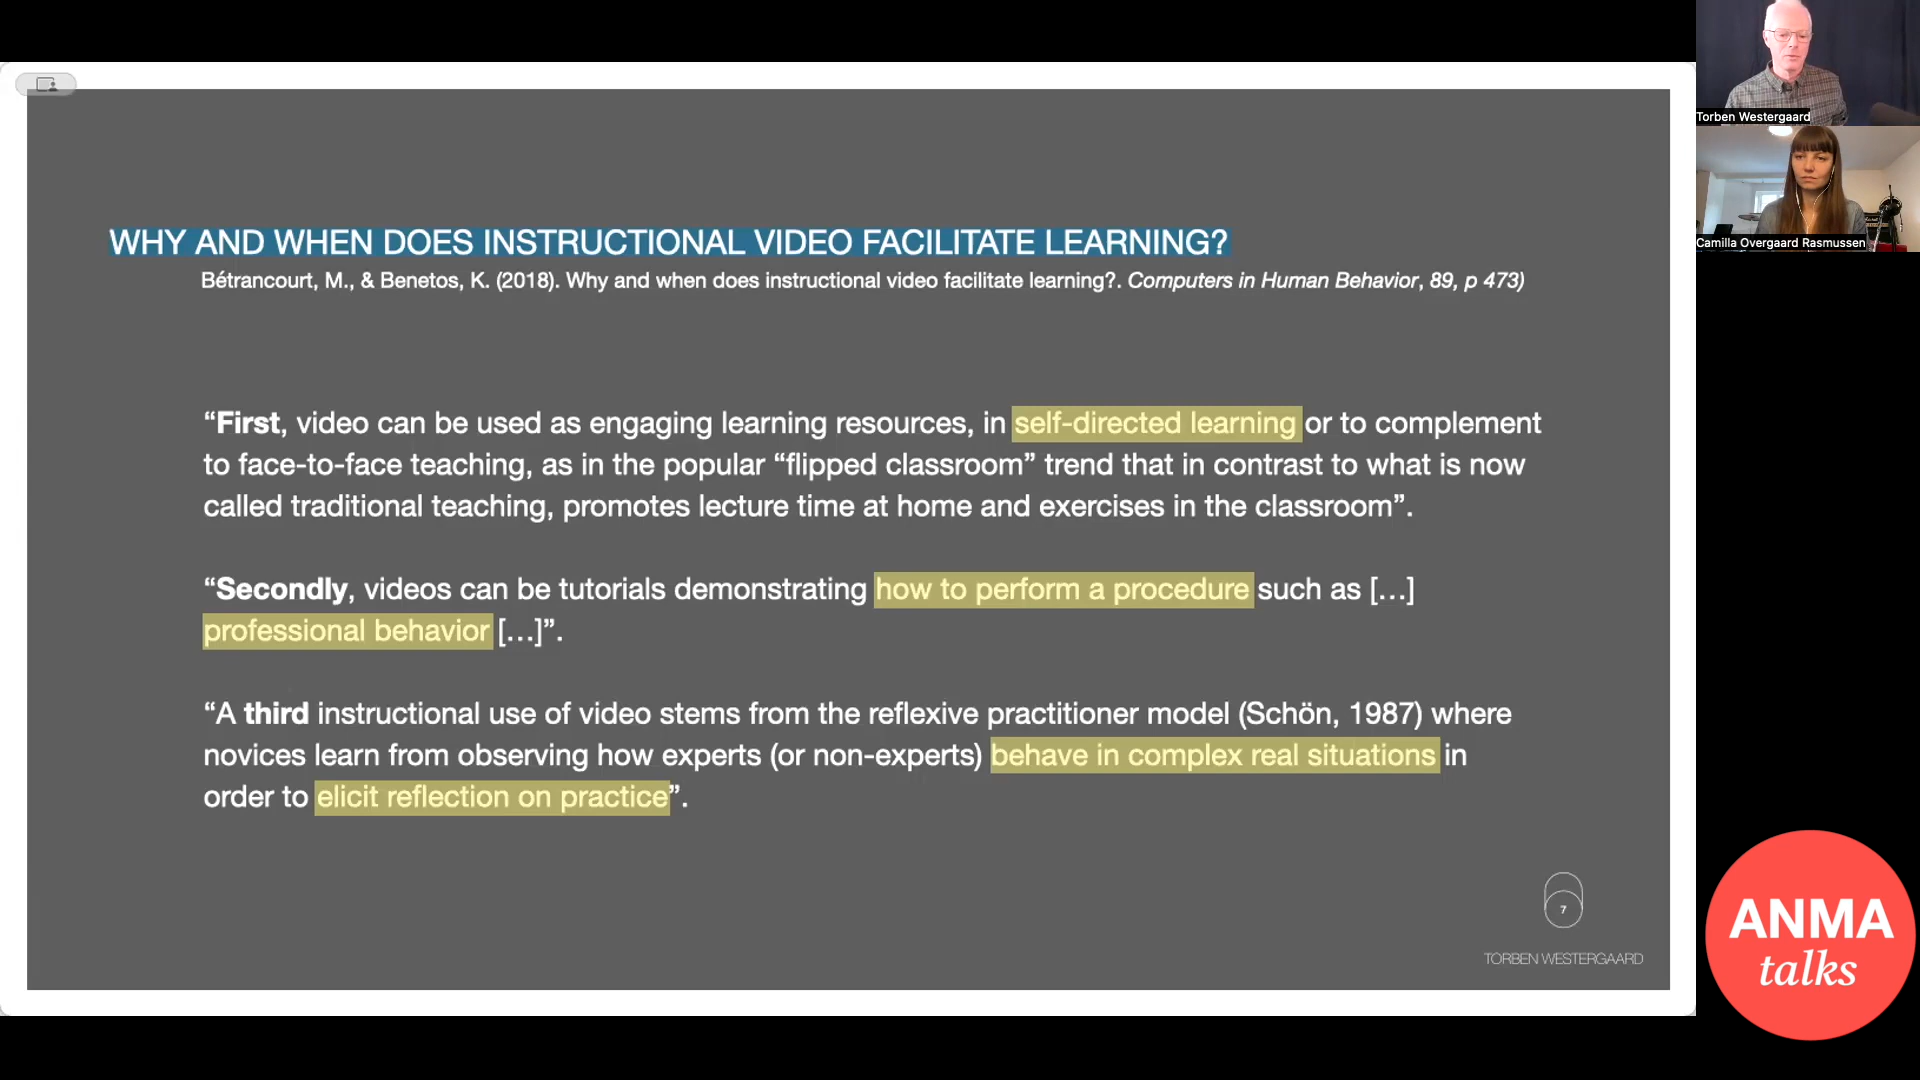 WHY AND WHEN DOES INSTRUCTIONAL VIDEO FACILITATE LEARNING?
Bétrancourt, M., & Benetos, K. (2018). Why and when does instructional video facilitate learning?. Computers in Human Behavior, 89, p 473)
“First, video can be used as engaging learning resources, in self-directed learning or to complement
to face-to-face teaching, as in the popular “flipped classroom” trend that in contrast to what is now
called traditional teaching, promotes lecture time at home and exercises in the classroom”.
“Secondly, videos can be tutorials demonstrating how to perform a procedure such as […]
professional behavior […]”.
“A third instructional use of video stems from the reflexive practitioner model (Schön, 1987) where
novices learn from observing how experts (or non-experts) behave in complex real situations in
order to elicit reflection on practice”.
7
TORBEN WESTERGAARD
Torben Westergaard
Camilla Overgaard Rasmussen
ANMA
talks